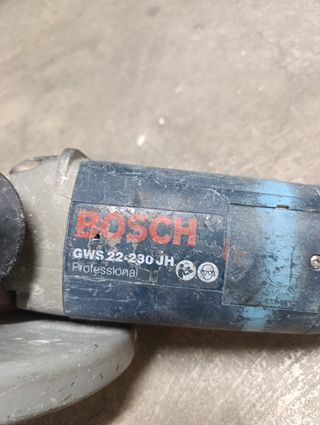 BOSCH
GWS 22-230 JH
Professional